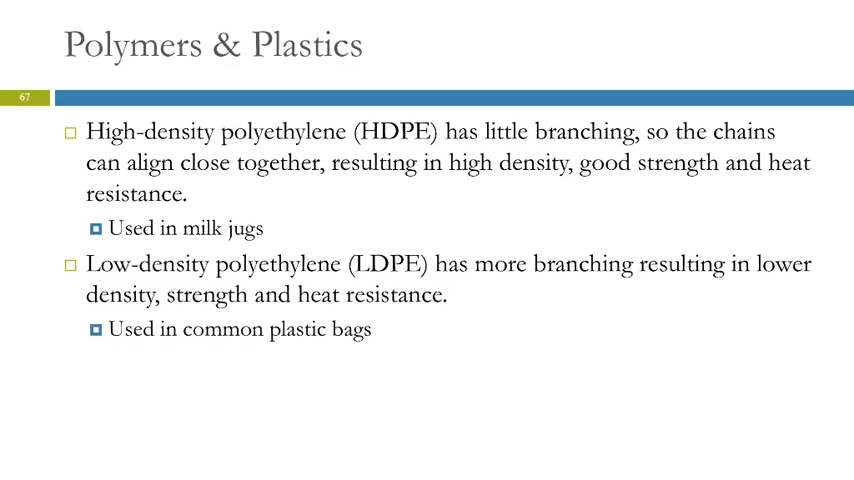 Polymers & Plastics
67
High-density polyethylene (HDPE) has little branching, so the chains
can align close together, resulting in high density, good strength and heat
resistance.
Used in milk jugs
Low-density polyethylene (LDPE) has more branching resulting in lower
density, strength and heat resistance.
Used in common plastic bags